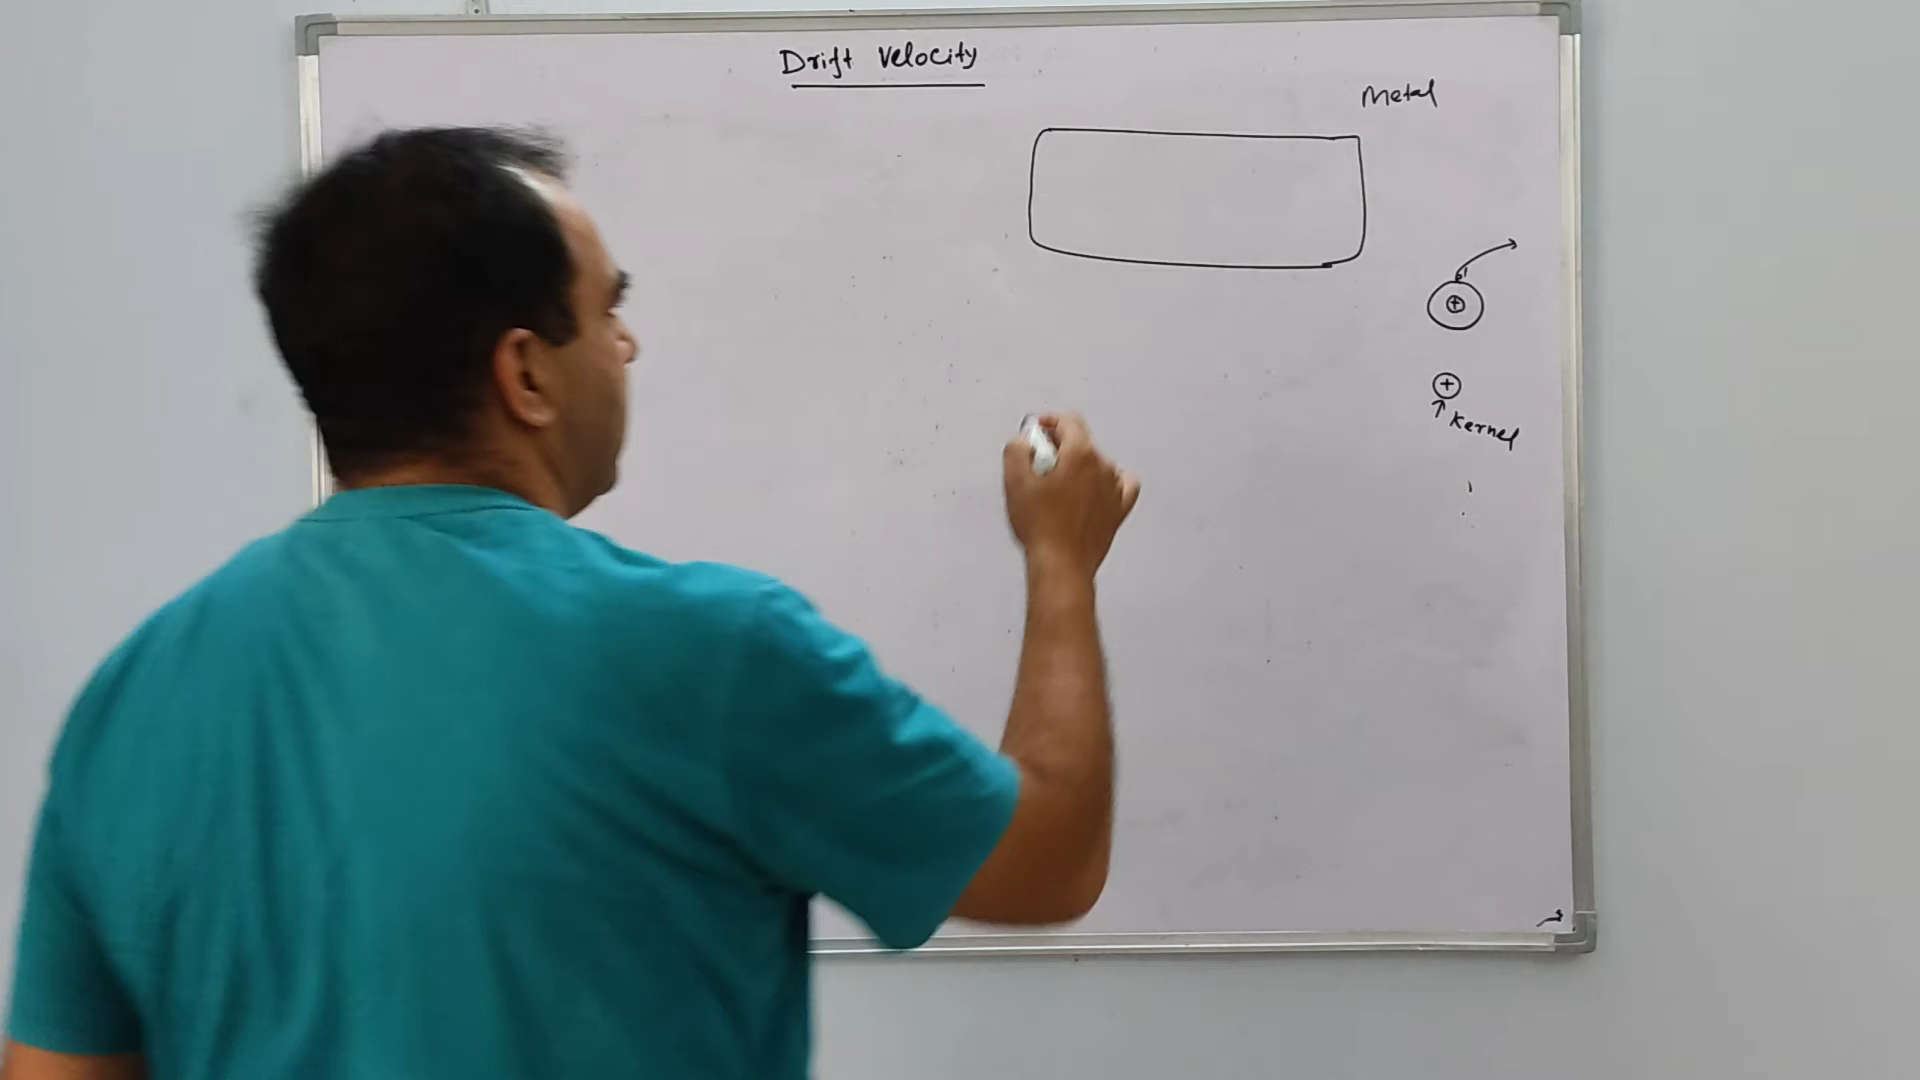 Drift Velocity
Metal
+
+
Kernel